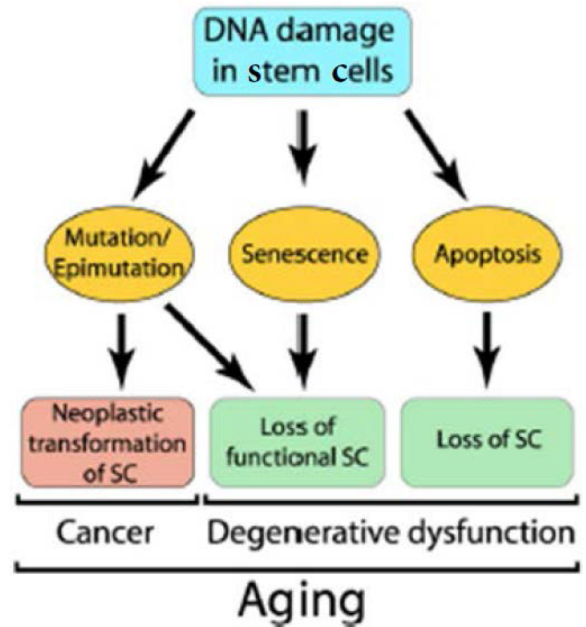 DNA damage
in stem cells
Mutation/
Epimutation
Senescence
Apoptosis
Neoplastic
transformation
of SC
Loss of
functional SC
Loss of SC
Cancer
Degenerative dysfunction
Aging